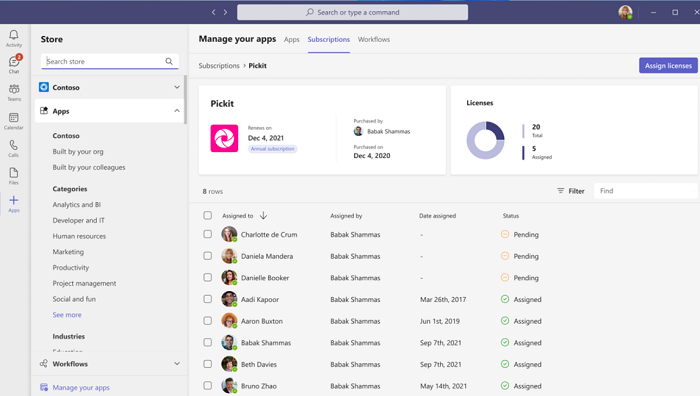 Search or type a command
Activity
2
Chat
Teams
Calendar
Calls
Files
Apps
Store
Search store
Contoso
Apps
Contoso
Built by your org
Built by your colleagues
Categories
Analytics and BI
Developer and IT
Human resources
Marketing
Productivity
Project management
Social and fun
See more
Industries
Education
Workflows
Manage your apps
Manage your apps Apps Subscriptions Workflows
Subscriptions > Pickit
Assign licenses
Pickit
Renews on
Dec 4, 2021
Annual subscription
Purchased by
Babak Shammas
Purchased on
Dec 4, 2020
Licenses
20
Total
5
Assigned
8 rows
Filter
Find
Assigned to Assigned by Date assigned Status
Charlotte de Crum Babak Shammas - Pending
Daniela Mandera Babak Shammas - Pending
Danielle Booker Babak Shammas - Pending
Aadi Kapoor Babak Shammas Mar 26th, 2017 Assigned
Aaron Buxton Babak Shammas Jun 1st, 2019 Assigned
Babak Shammas Babak Shammas Sep 7th, 2021 Assigned
Beth Davies Babak Shammas Sep 7th, 2021 Assigned
Bruno Zhao Babak Shammas May 14th, 2021 Assigned